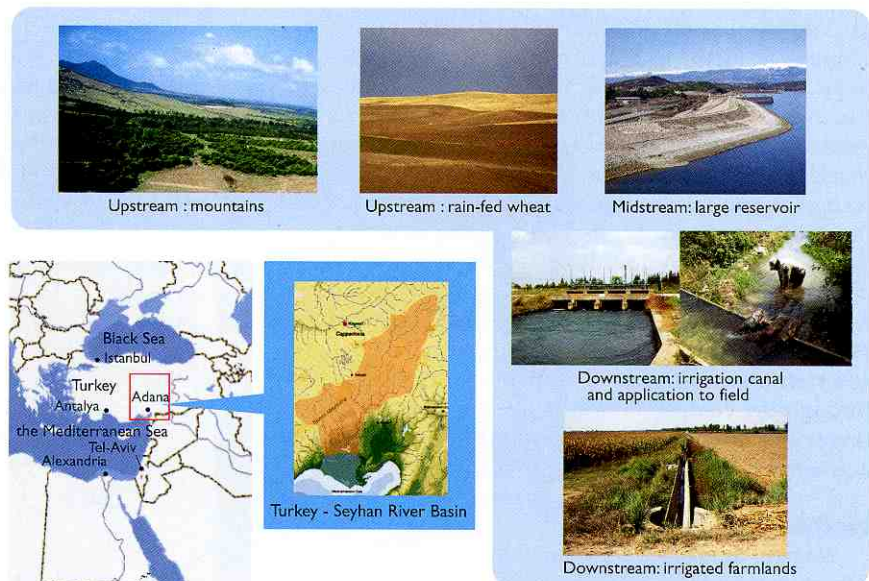 Upstream : mountains
Upstream : rain-fed wheat
Midstream: large reservoir
Downstream: irrigation canal
and application to field
Downstream: irrigated farmlands
Black Sea
Istanbul
Turkey
Adana
Antalya
the Mediterranean Sea
Tel-Aviv
Alexandria
Cappadocia
Turkey - Seyhan River Basin